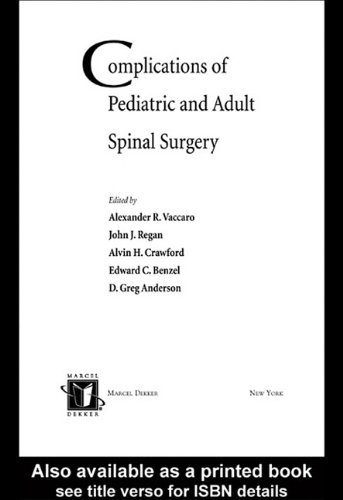 Complications of
Pediatric and Adult
Spinal Surgery
Edited by
Alexander R. Vaccaro
John J. Regan
Alvin H. Crawford
Edward C. Benzel
D. Greg Anderson
MARCEL
DEKKER
MARCEL DEKKER
NEW YORK
Also available as a printed book
see title verso for ISBN details